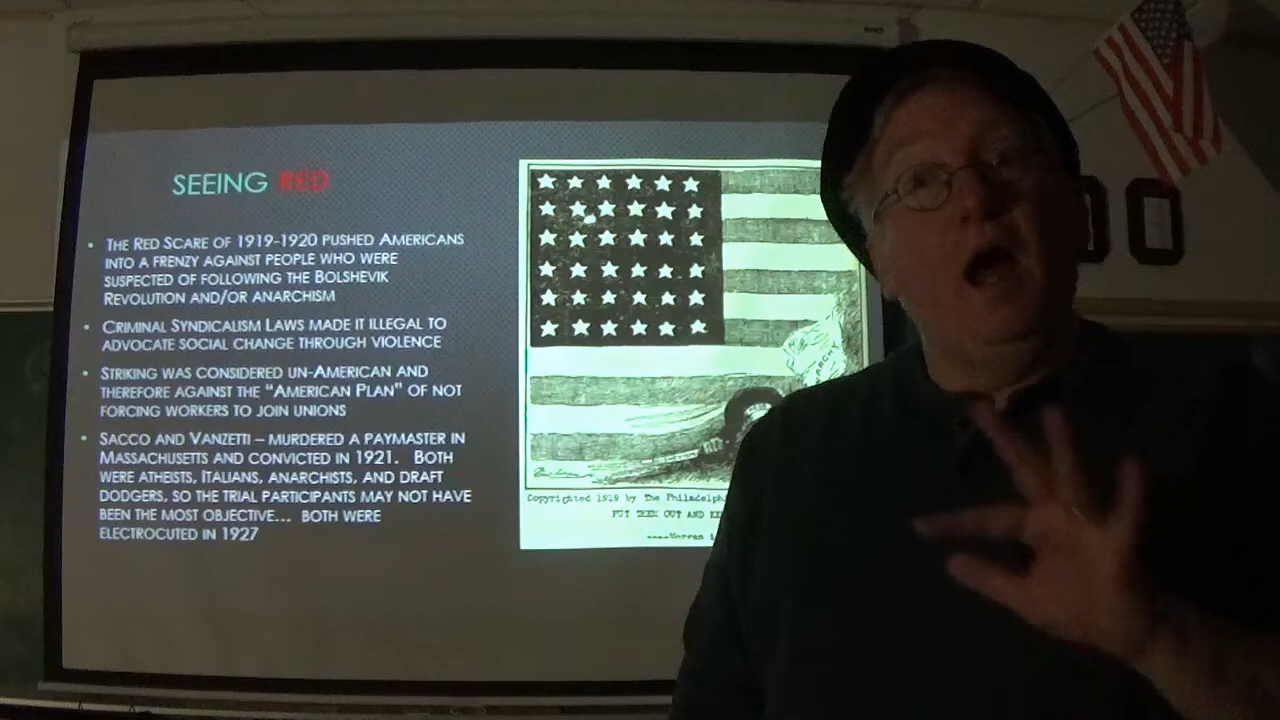 SEEING RED
• THE RED SCARE OF 1919-1920 PUSHED AMERICANS
INTO A FRENZY AGAINST PEOPLE WHO WERE
SUSPECTED OF FOLLOWING THE BOLSHEVIK
REVOLUTION AND/OR ANARCHISM
• CRIMINAL SYNDICALISM LAWS MADE IT ILLEGAL TO
ADVOCATE SOCIAL CHANGE THROUGH VIOLENCE
• STRIKING WAS CONSIDERED UN-AMERICAN AND
THEREFORE AGAINST THE "AMERICAN PLAN" OF NOT
FORCING WORKERS TO JOIN UNIONS
• SACCO AND VANZETTI – MURDERED A PAYMASTER IN
MASSACHUSETTS AND CONVICTED IN 1921. BOTH
WERE ATHEISTS, ITALIANS, ANARCHISTS, AND DRAFT
DODGERS, SO THE TRIAL PARTICIPANTS MAY NOT HAVE
BEEN THE MOST OBJECTIVE... BOTH WERE
ELECTROCUTED IN 1927
Copyrighted 1919 by The Philadelph
PUT THEM OUT AND KE